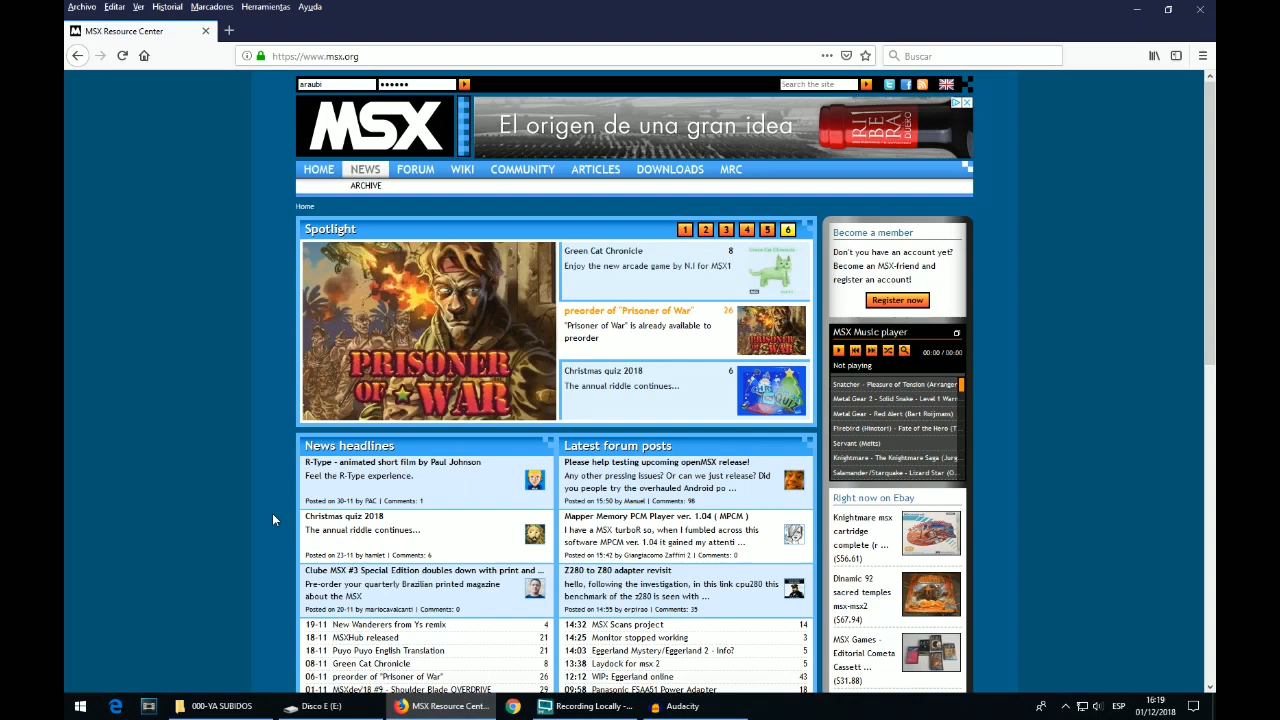 Archivo Editar Ver Historial Marcadores Herramientas Ayuda
MSX Resource Center
https://www.msx.org
Buscar
araubi
••••••
Search the site
MSX
El origen de una gran idea
RIBERA
DUERO
HOME NEWS FORUM WIKI COMMUNITY ARTICLES DOWNLOADS MRC
ARCHIVE
Home
Spotlight
1 2 3 4 5 6
PRISONER
OF WAR
Green Cat Chronicle 8
Enjoy the new arcade game by N.I for MSX1
preorder of "Prisoner of War" 26
"Prisoner of War" is already available to
preorder
Christmas quiz 2018 6
The annual riddle continues...
News headlines
R-Type - animated short film by Paul Johnson
Feel the R-Type experience.
Posted on 30-11 by PAC | Comments: 1
Christmas quiz 2018
The annual riddle continues...
Posted on 23-11 by hamlet | Comments: 6
Clube MSX #3 Special Edition doubles down with print and ...
Pre-order your quarterly Brazilian printed magazine
about the MSX
Posted on 20-11 by mariocavalcanti | Comments: 0
19-11 New Wanderers from Ys remix 4
18-11 MSXHub released 21
18-11 Puyo Puyo English Translation 21
08-11 Green Cat Chronicle 8
06-11 preorder of "Prisoner of War" 26
01-11 MSXdev'18 #9 - Shoulder Blade OVERDRIVE 29
Latest forum posts
Please help testing upcoming openMSX release!
Any other pressing issues? Or can we just release? Did
you people try the overhauled Android po ...
Posted on 15:50 by Manuel | Comments: 98
Mapper Memory PCM Player ver. 1.04 ( MPCM )
I have a MSX turboR so, when I fumbled across this
software MPCM ver. 1.04 it gained my attenti ...
Posted on 15:42 by Giangiacomo Zaffini 2 | Comments: 0
Z280 to Z80 adapter revisit
hello, following the investigation, in this link cpu280 this
benchmark of the z280 is seen with ...
Posted on 14:55 by erpirao | Comments: 35
14:32 MSX Scans project 14
14:25 Monitor stopped working 3
14:03 Eggerland Mystery/Eggerland 2 - info? 5
13:38 Laydock for msx 2 5
12:12 WIP: Eggerland online 43
09:58 Panasonic FSA451 Power Adapter 2
Become a member
Don't you have an account yet?
Become an MSX-friend and
register an account!
Register now
MSX Music player
00:00 / 00:00
Not playing
Snatcher - Pleasure of Tension (Arranger
Metal Gear 2 - Solid Snake - Level 1 Warn
Metal Gear - Red Alert (Bart Roijmans)
Firebird (Hinotori) - Fate of the Hero (T...
Servant (Meits)
Knightmare - The Knightmare Saga (Jorg
Salamander/Starquake - Lizard Star (O...
Right now on Ebay
Knightmare msx
cartridge
complete (r ...
($56.61)
Dinamic 92
sacred temples
msx-msx2
($67.94)
MSX Games -
Editorial Cometa
Cassett ...
($31.88)
000-YA SUBIDOS
Disco E (E:)
MSX Resource Cent...
Recording Locally -...
Audacity
ESP
16:19
01/12/2018